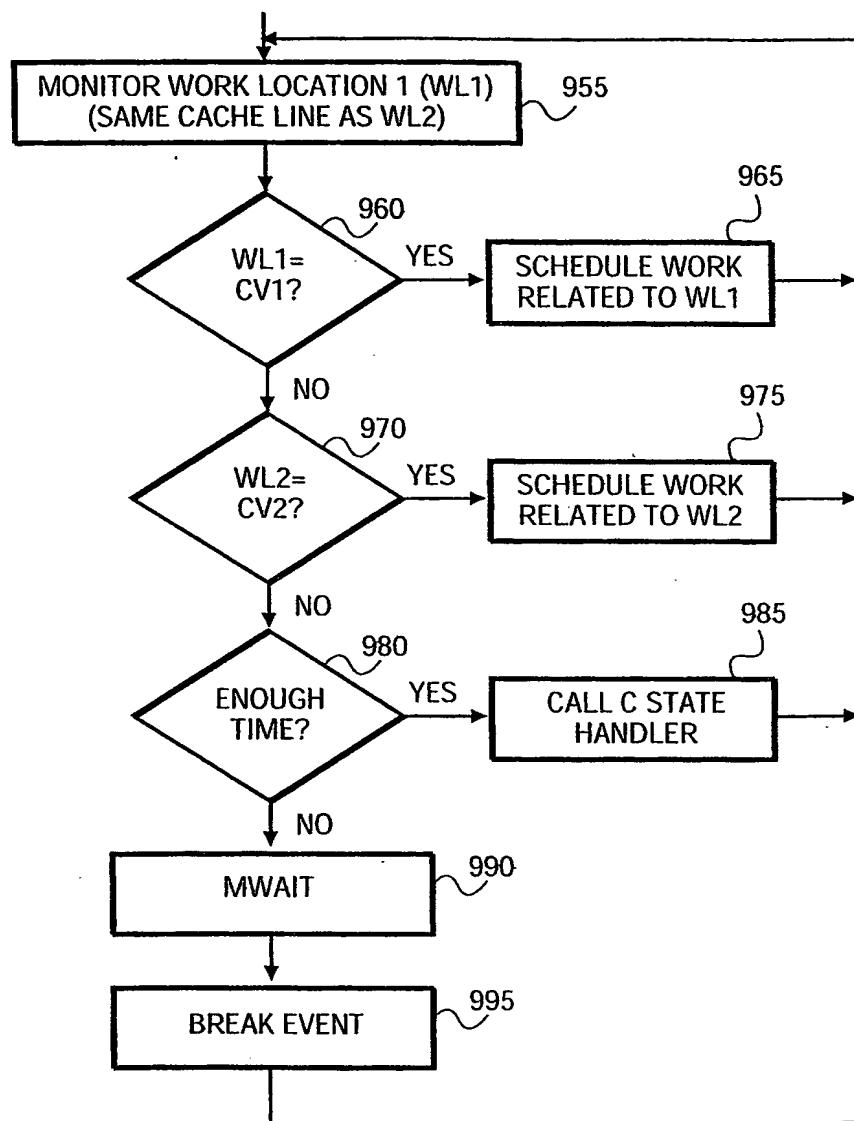 MONITOR WORK LOCATION 1 (WL1)
(SAME CACHE LINE AS WL2)
955
960
WL1=
CV1?
YES
965
SCHEDULE WORK
RELATED TO WL1
NO
970
WL2=
CV2?
YES
975
SCHEDULE WORK
RELATED TO WL2
NO
980
ENOUGH
TIME?
YES
985
CALL C STATE
HANDLER
NO
MWAIT
990
BREAK EVENT
995